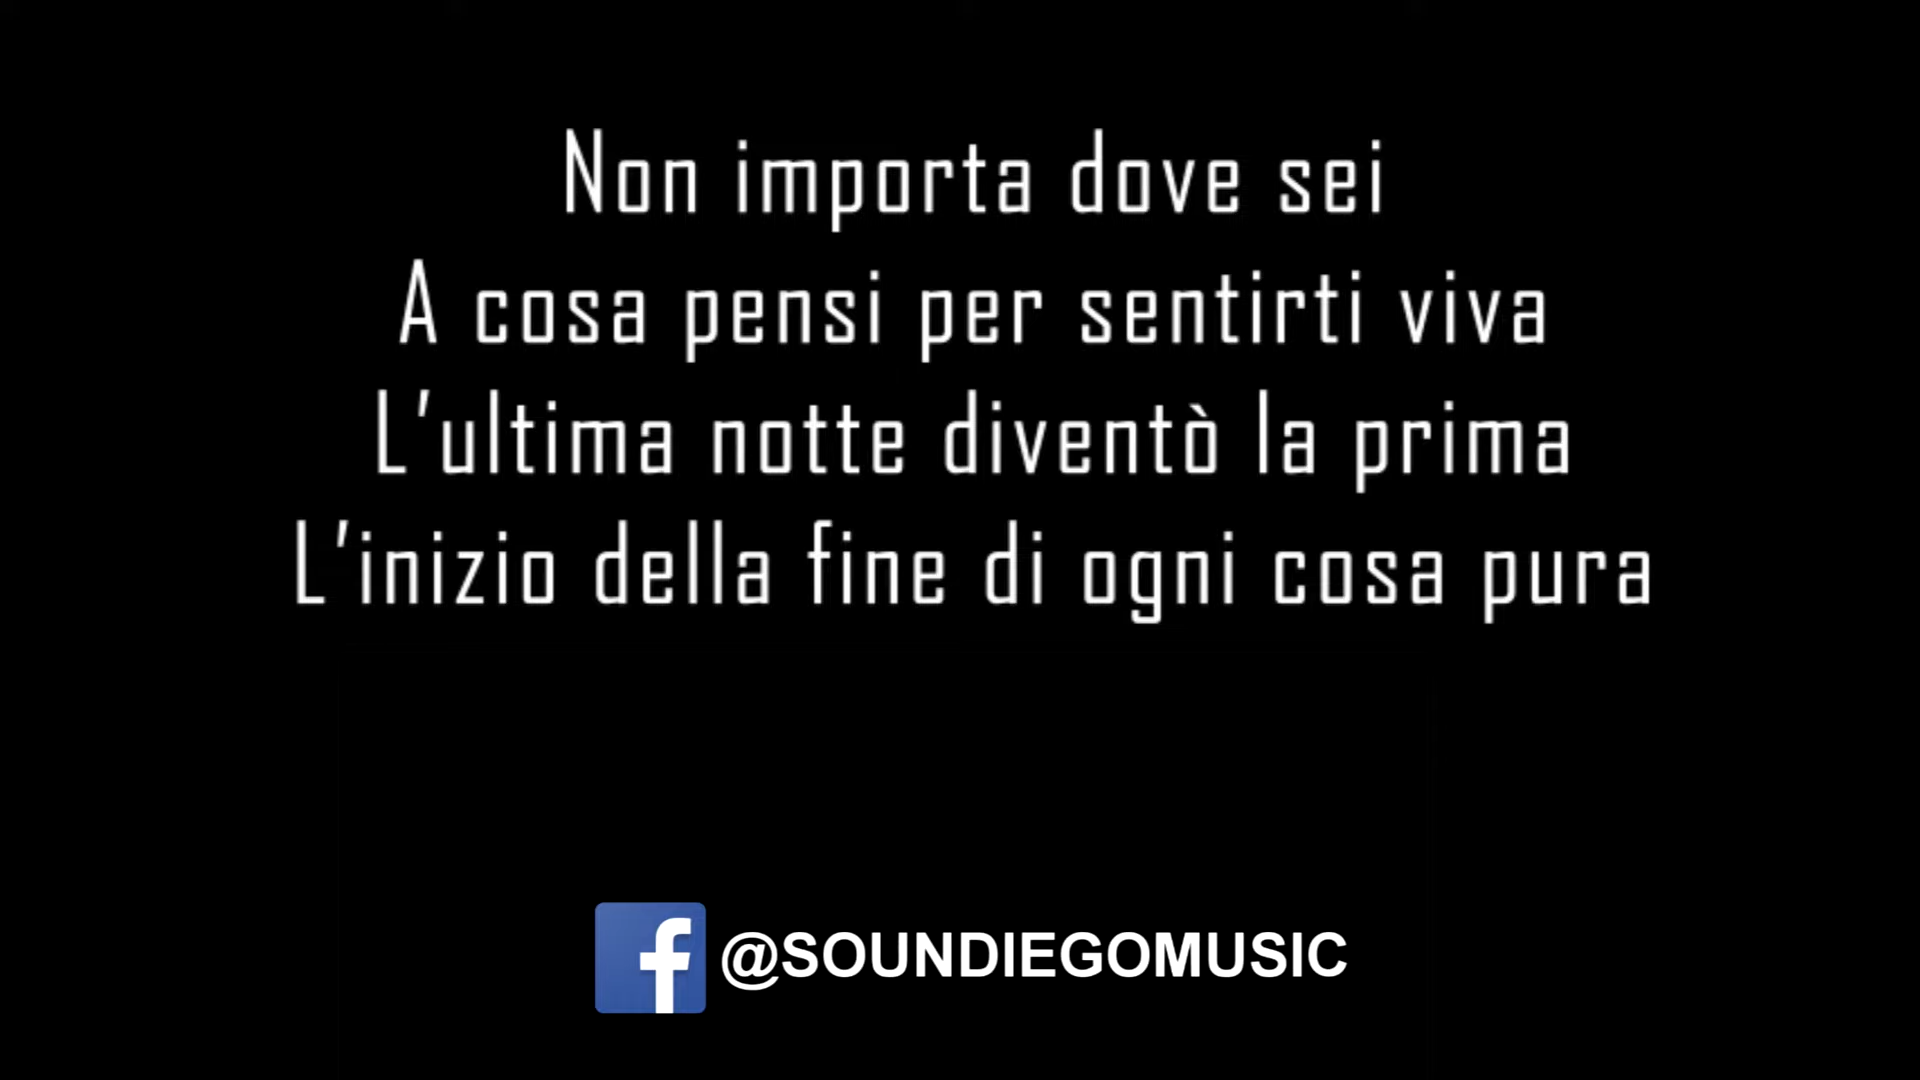 Non importa dove sei
A cosa pensi per sentirti viva
L'ultima notte diventò la prima
L'inizio della fine di ogni cosa pura
f @SOUNDIEGOMUSIC